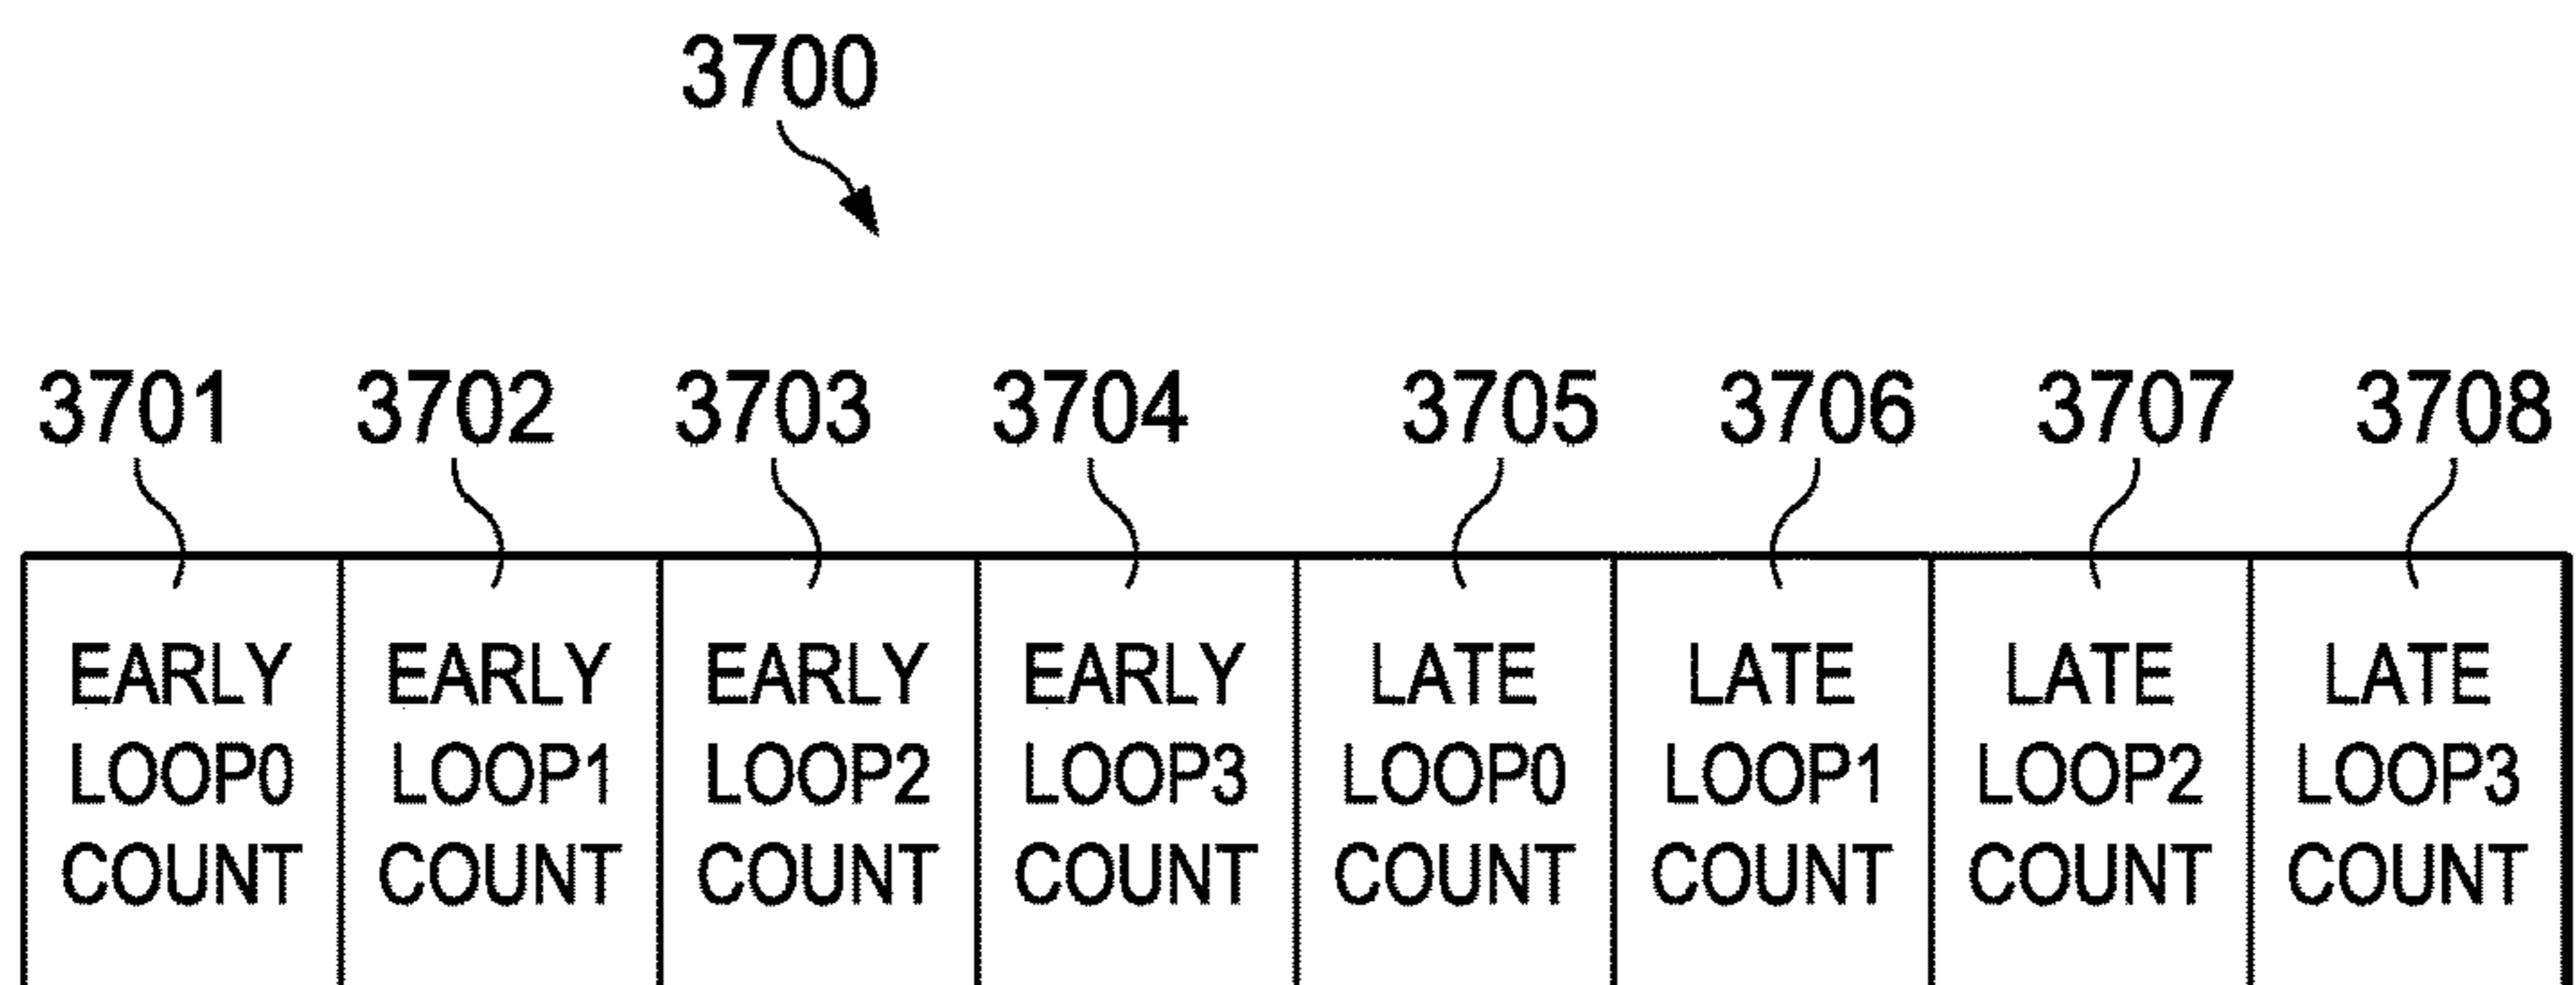 3700
3701 3702 3703 3704 3705 3706 3707 3708
EARLY EARLY EARLY EARLY LATE LATE LATE LATE
LOOP0 LOOP1 LOOP2 LOOP3 LOOP0 LOOP1 LOOP2 LOOP3
COUNT COUNT COUNT COUNT COUNT COUNT COUNT COUNT